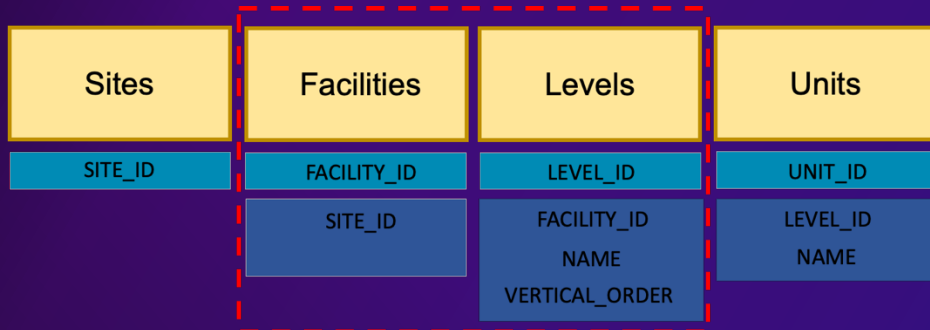 Sites
Facilities
Levels
Units
SITE_ID
FACILITY_ID
LEVEL_ID
UNIT_ID
SITE_ID
FACILITY_ID
LEVEL_ID
NAME
NAME
VERTICAL_ORDER